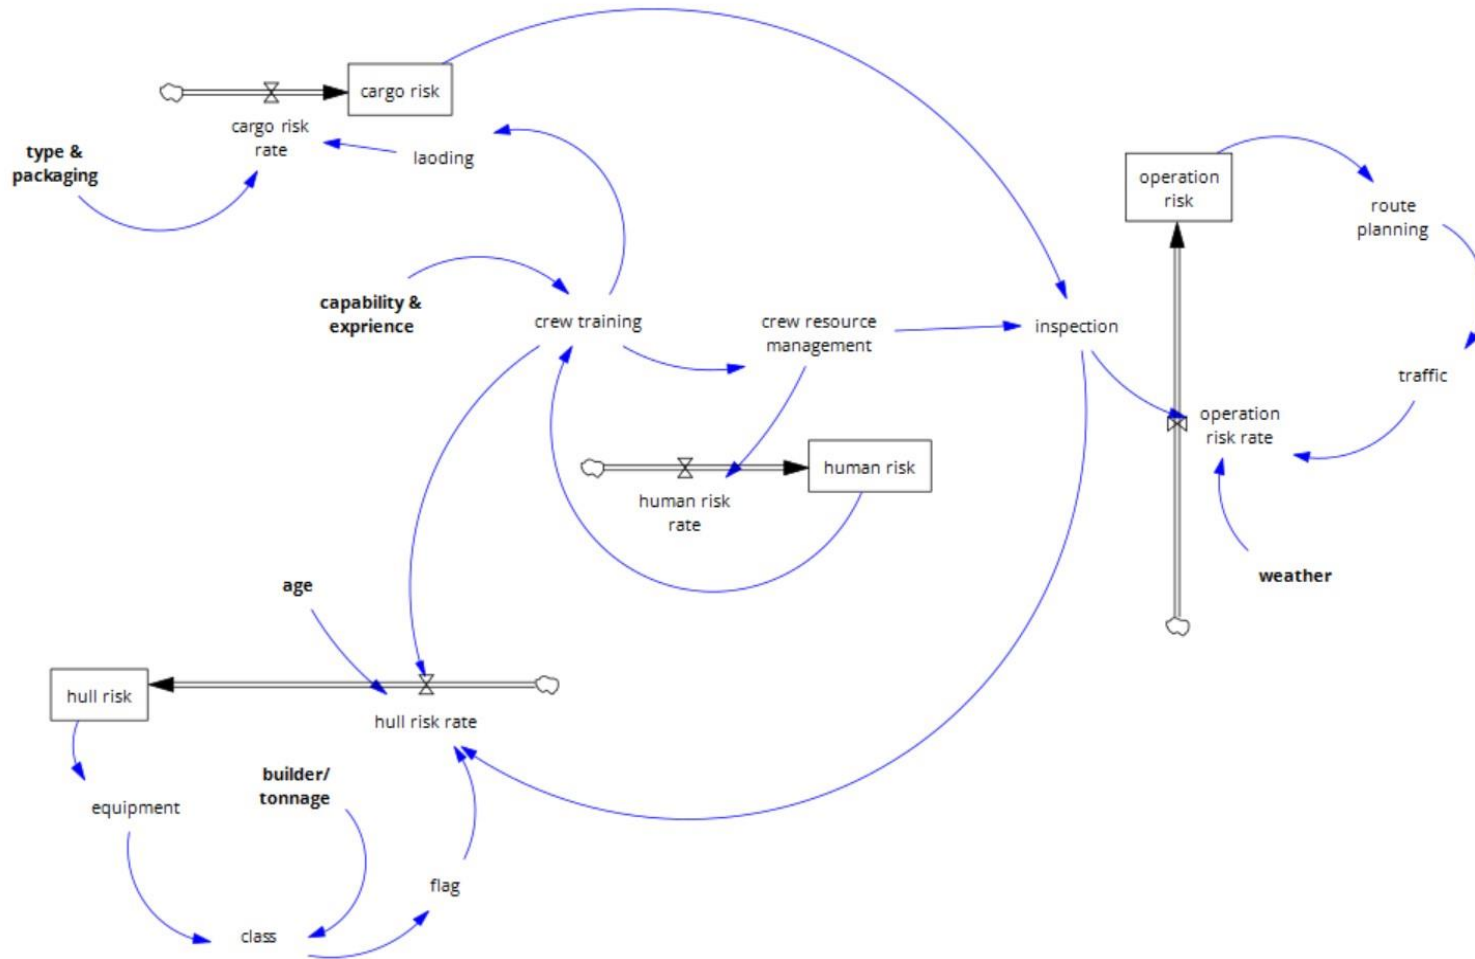 cargo risk
cargo risk
rate
laoding
type &
packaging
operation
risk
route
planning
capability &
exprience
crew training
crew resource
management
inspection
traffic
operation
risk rate
human risk
human risk
rate
weather
age
hull risk
hull risk rate
builder/
tonnage
equipment
flag
class